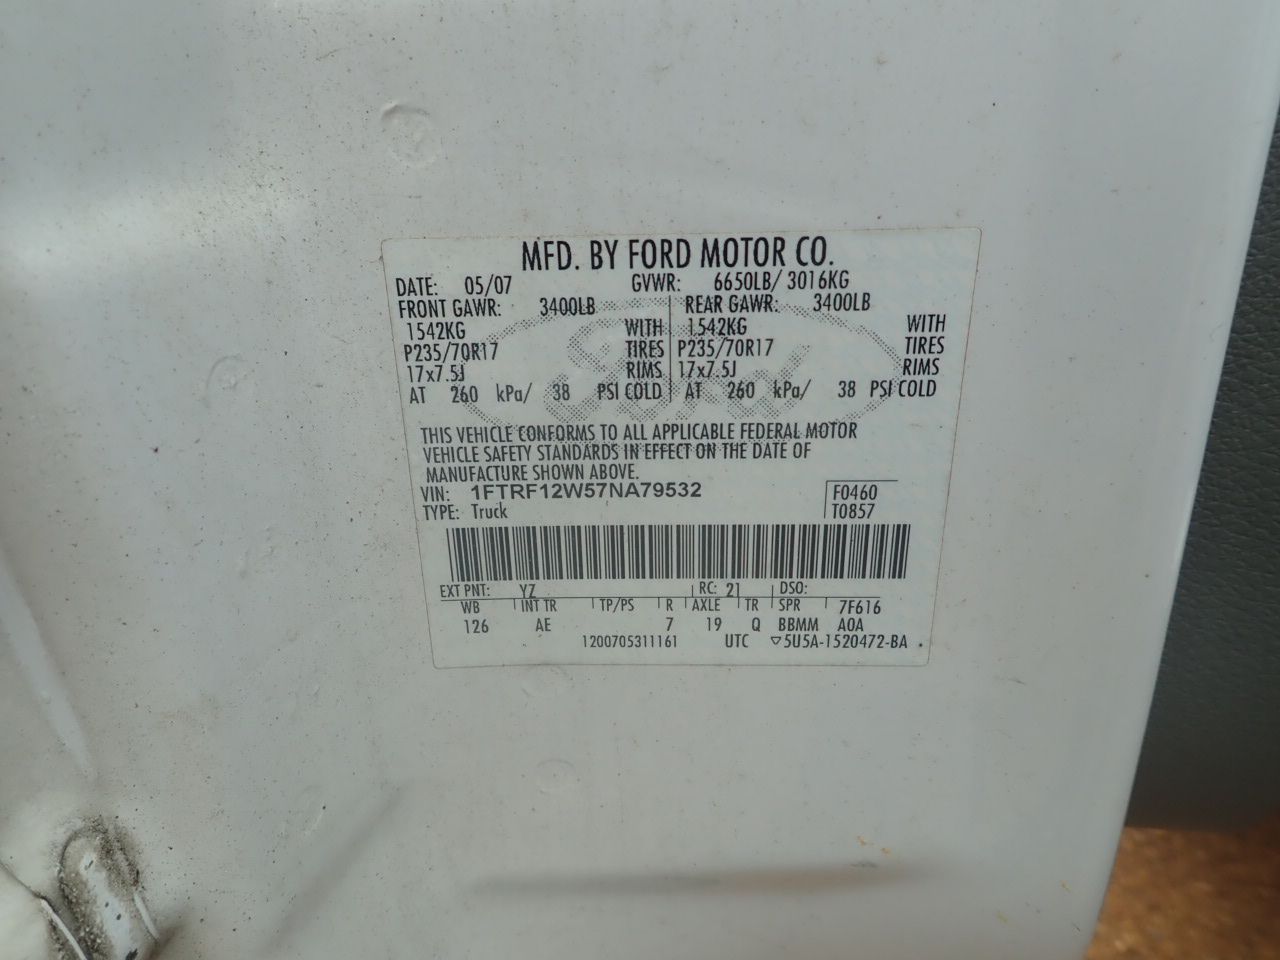 MFD. BY FORD MOTOR CO.
DATE: 05/07 GVWR: 6650LB/ 3016KG
FRONT GAWR: 3400LB REAR GAWR: 3400LB
1542KG WITH 1542KG WITH
P235/70R17 TIRES P235/70R17 TIRES
17x7.5J RIMS 17x7.5J RIMS
AT 260 kPa/ 38 PSI COLD AT 260 kPa/ 38 PSI COLD
Ford
THIS VEHICLE CONFORMS TO ALL APPLICABLE FEDERAL MOTOR
VEHICLE SAFETY STANDARDS IN EFFECT ON THE DATE OF
MANUFACTURE SHOWN ABOVE.
VIN: 1FTRF12W57NA79532 F0460
TYPE: Truck T0857
EXT PNT: YZ RC: 21 DSO:
WB INT TR TP/PS R AXLE TR SPR 7F616
126 AE 7 19 Q BBMM A0A
1200705311161 UTC ▽5U5A-1520472-BA